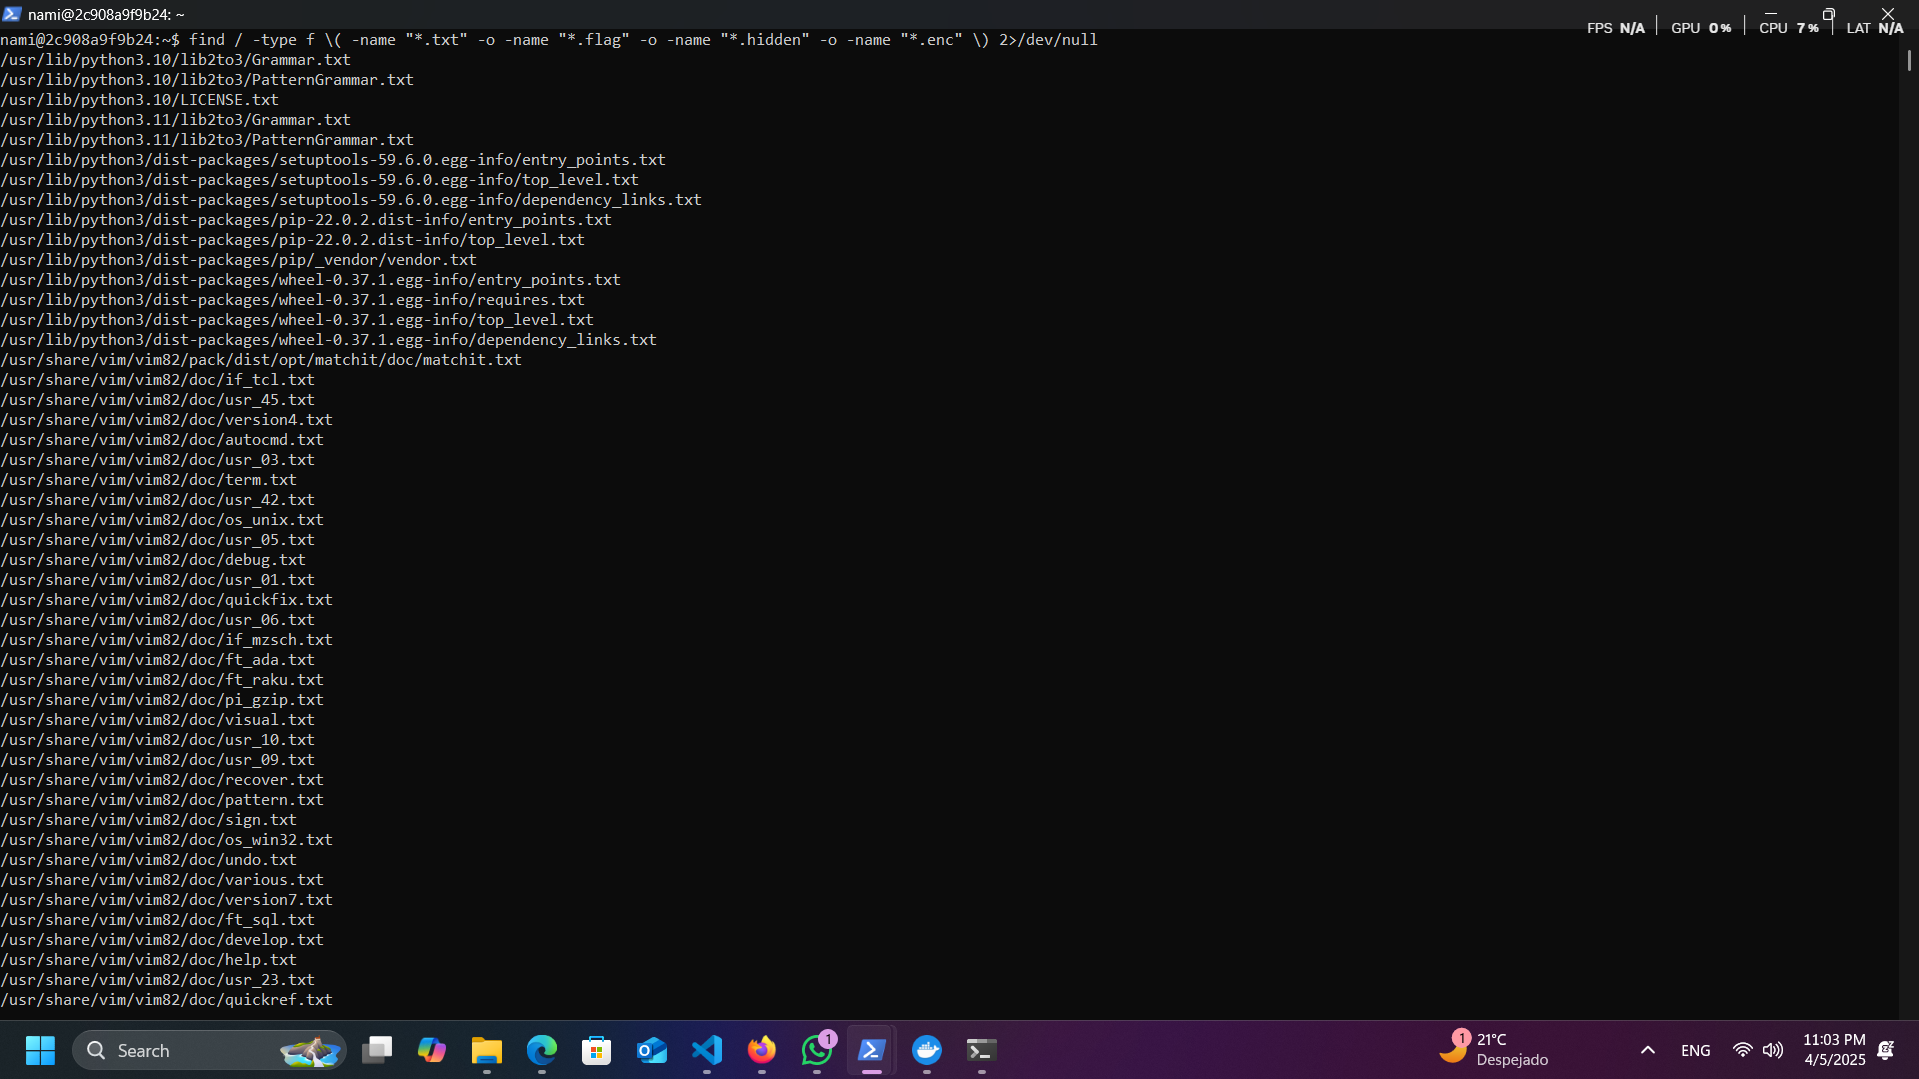 nami@2c908a9f9b24: ~
FPS N/A | GPU 0% | CPU 7% | LAT N/A
nami@2c908a9f9b24:~$ find / -type f \( -name "*.txt" -o -name "*.flag" -o -name "*.hidden" -o -name "*.enc" \) 2>/dev/null
/usr/lib/python3.10/lib2to3/Grammar.txt
/usr/lib/python3.10/lib2to3/PatternGrammar.txt
/usr/lib/python3.10/LICENSE.txt
/usr/lib/python3.11/lib2to3/Grammar.txt
/usr/lib/python3.11/lib2to3/PatternGrammar.txt
/usr/lib/python3/dist-packages/setuptools-59.6.0.egg-info/entry_points.txt
/usr/lib/python3/dist-packages/setuptools-59.6.0.egg-info/top_level.txt
/usr/lib/python3/dist-packages/setuptools-59.6.0.egg-info/dependency_links.txt
/usr/lib/python3/dist-packages/pip-22.0.2.dist-info/entry_points.txt
/usr/lib/python3/dist-packages/pip-22.0.2.dist-info/top_level.txt
/usr/lib/python3/dist-packages/pip/_vendor/vendor.txt
/usr/lib/python3/dist-packages/wheel-0.37.1.egg-info/entry_points.txt
/usr/lib/python3/dist-packages/wheel-0.37.1.egg-info/requires.txt
/usr/lib/python3/dist-packages/wheel-0.37.1.egg-info/top_level.txt
/usr/lib/python3/dist-packages/wheel-0.37.1.egg-info/dependency_links.txt
/usr/share/vim/vim82/pack/dist/opt/matchit/doc/matchit.txt
/usr/share/vim/vim82/doc/if_tcl.txt
/usr/share/vim/vim82/doc/usr_45.txt
/usr/share/vim/vim82/doc/version4.txt
/usr/share/vim/vim82/doc/autocmd.txt
/usr/share/vim/vim82/doc/usr_03.txt
/usr/share/vim/vim82/doc/term.txt
/usr/share/vim/vim82/doc/usr_42.txt
/usr/share/vim/vim82/doc/os_unix.txt
/usr/share/vim/vim82/doc/usr_05.txt
/usr/share/vim/vim82/doc/debug.txt
/usr/share/vim/vim82/doc/usr_01.txt
/usr/share/vim/vim82/doc/quickfix.txt
/usr/share/vim/vim82/doc/usr_06.txt
/usr/share/vim/vim82/doc/if_mzsch.txt
/usr/share/vim/vim82/doc/ft_ada.txt
/usr/share/vim/vim82/doc/ft_raku.txt
/usr/share/vim/vim82/doc/pi_gzip.txt
/usr/share/vim/vim82/doc/visual.txt
/usr/share/vim/vim82/doc/usr_10.txt
/usr/share/vim/vim82/doc/usr_09.txt
/usr/share/vim/vim82/doc/recover.txt
/usr/share/vim/vim82/doc/pattern.txt
/usr/share/vim/vim82/doc/sign.txt
/usr/share/vim/vim82/doc/os_win32.txt
/usr/share/vim/vim82/doc/undo.txt
/usr/share/vim/vim82/doc/various.txt
/usr/share/vim/vim82/doc/version7.txt
/usr/share/vim/vim82/doc/ft_sql.txt
/usr/share/vim/vim82/doc/develop.txt
/usr/share/vim/vim82/doc/help.txt
/usr/share/vim/vim82/doc/usr_23.txt
/usr/share/vim/vim82/doc/quickref.txt
Search
1
1
21°C
Despejado
ENG
11:03 PM
4/5/2025